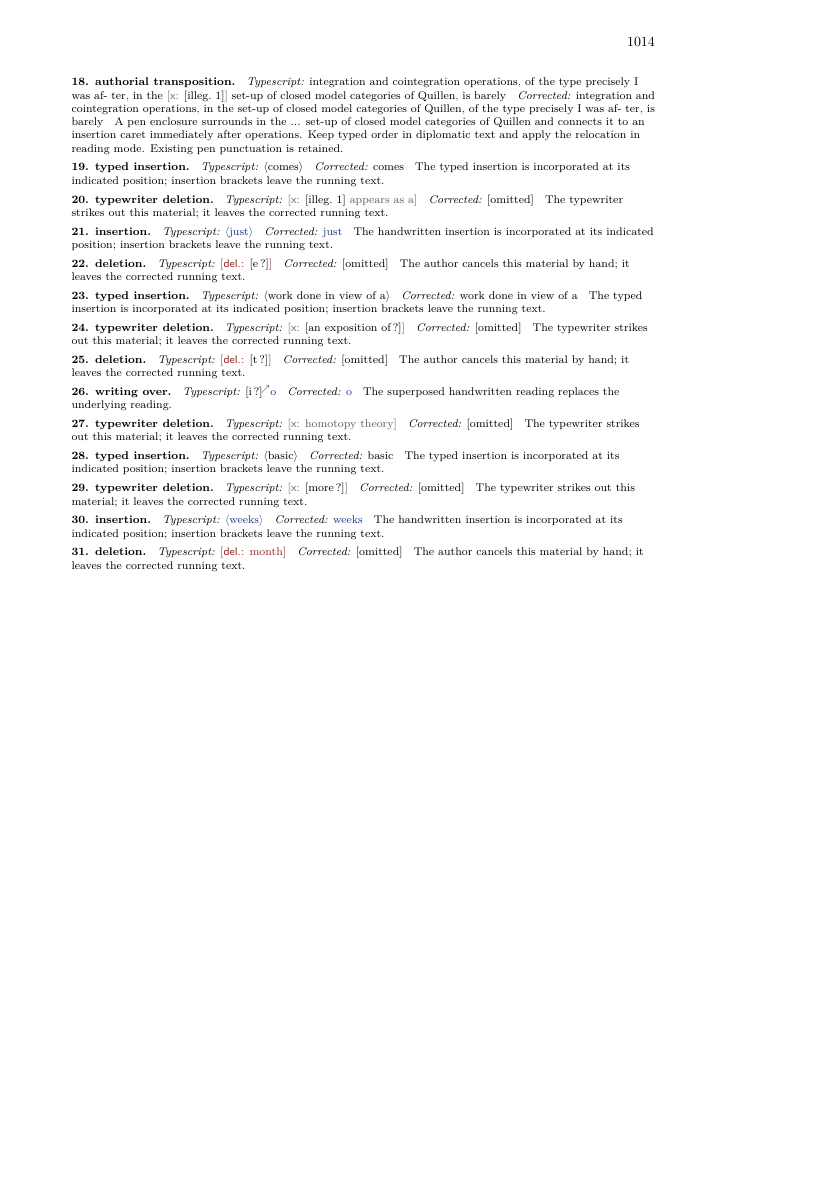 1014
18. authorial transposition. Typescript: integration and cointegration operations, of the type precisely I
was af- ter, in the [x: [illeg. 1]] set-up of closed model categories of Quillen, is barely Corrected: integration and
cointegration operations, in the set-up of closed model categories of Quillen, of the type precisely I was af- ter, is
barely A pen enclosure surrounds in the ... set-up of closed model categories of Quillen and connects it to an
insertion caret immediately after operations. Keep typed order in diplomatic text and apply the relocation in
reading mode. Existing pen punctuation is retained.
19. typed insertion. Typescript: ⟨comes⟩ Corrected: comes The typed insertion is incorporated at its
indicated position; insertion brackets leave the running text.
20. typewriter deletion. Typescript: [x: [illeg. 1] appears as a] Corrected: [omitted] The typewriter
strikes out this material; it leaves the corrected running text.
21. insertion. Typescript: ⟨just⟩ Corrected: just The handwritten insertion is incorporated at its indicated
position; insertion brackets leave the running text.
22. deletion. Typescript: [del.: [e ?]] Corrected: [omitted] The author cancels this material by hand; it
leaves the corrected running text.
23. typed insertion. Typescript: ⟨work done in view of a⟩ Corrected: work done in view of a The typed
insertion is incorporated at its indicated position; insertion brackets leave the running text.
24. typewriter deletion. Typescript: [x: [an exposition of ?]] Corrected: [omitted] The typewriter strikes
out this material; it leaves the corrected running text.
25. deletion. Typescript: [del.: [t ?]] Corrected: [omitted] The author cancels this material by hand; it
leaves the corrected running text.
26. writing over. Typescript: [i ?]↗o Corrected: o The superposed handwritten reading replaces the
underlying reading.
27. typewriter deletion. Typescript: [x: homotopy theory] Corrected: [omitted] The typewriter strikes
out this material; it leaves the corrected running text.
28. typed insertion. Typescript: ⟨basic⟩ Corrected: basic The typed insertion is incorporated at its
indicated position; insertion brackets leave the running text.
29. typewriter deletion. Typescript: [x: [more ?]] Corrected: [omitted] The typewriter strikes out this
material; it leaves the corrected running text.
30. insertion. Typescript: ⟨weeks⟩ Corrected: weeks The handwritten insertion is incorporated at its
indicated position; insertion brackets leave the running text.
31. deletion. Typescript: [del.: month] Corrected: [omitted] The author cancels this material by hand; it
leaves the corrected running text.